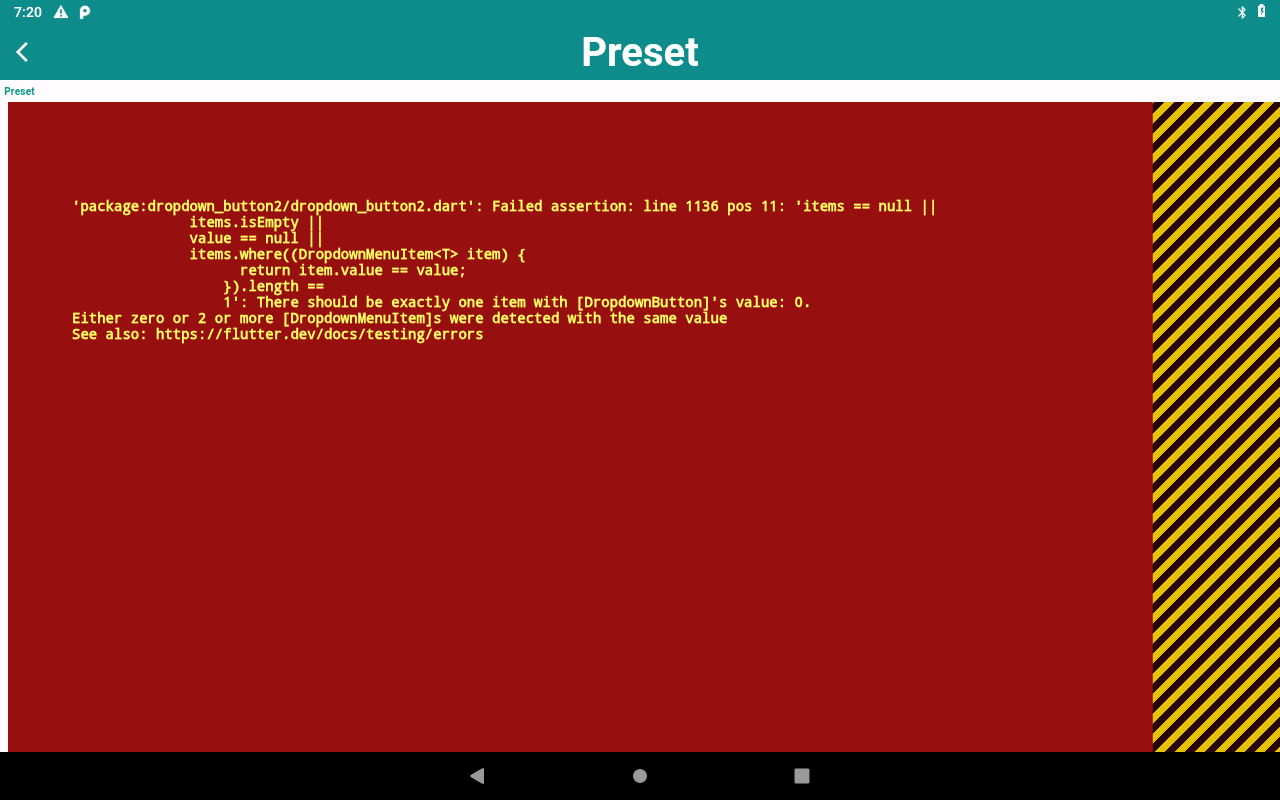 7:20
Preset
Preset
'package:dropdown_button2/dropdown_button2.dart': Failed assertion: line 1136 pos 11: 'items == null ||
items.isEmpty ||
value == null ||
items.where((DropdownMenuItem<T> item) {
return item.value == value;
}).length ==
1': There should be exactly one item with [DropdownButton]'s value: 0.
Either zero or 2 or more [DropdownMenuItem]s were detected with the same value
See also: https://flutter.dev/docs/testing/errors